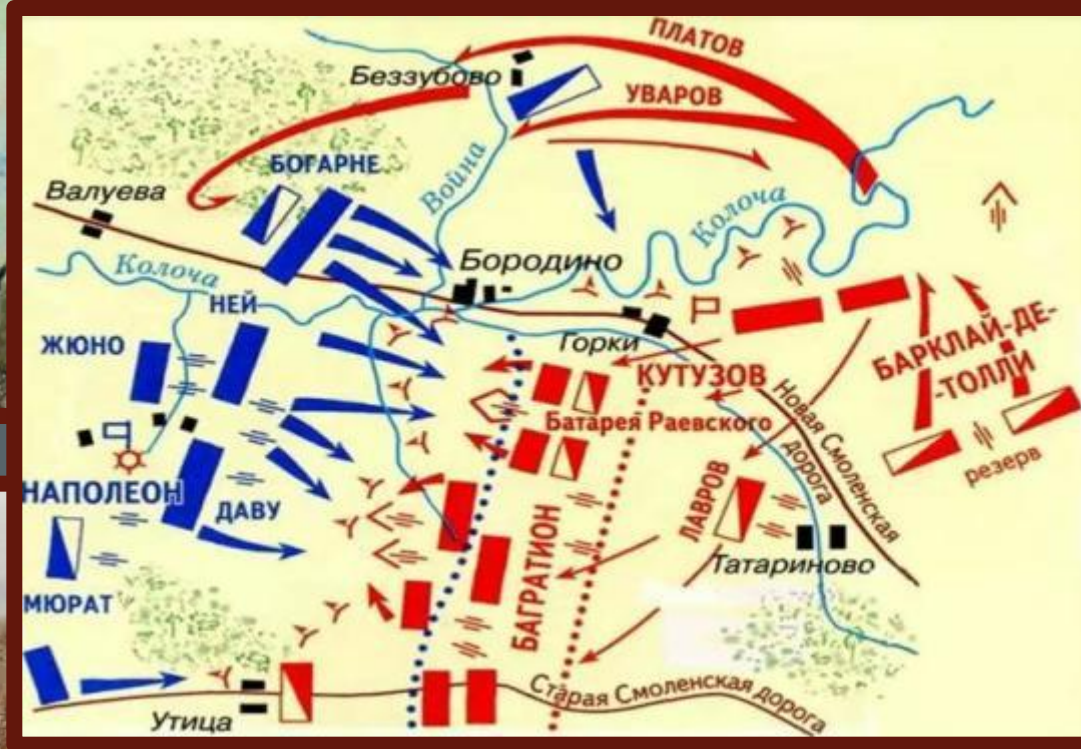 ПЛАТОВ
Беззубово
УВАРОВ
БОГАРНЕ
Война
Валуева
Колоча
Колоча
Бородино
НЕЙ
ЖЮНО
Горки
БАРКЛАЙ-ДЕ-
-ТОЛЛИ
КУТУЗОВ
Батарея Раевского
Новая Смоленская
дорога
резерв
НАПОЛЕОН
ДАВУ
ЛАВРОВ
БАГРАТИОН
Татариново
МЮРАТ
Старая Смоленская дорога
Утица